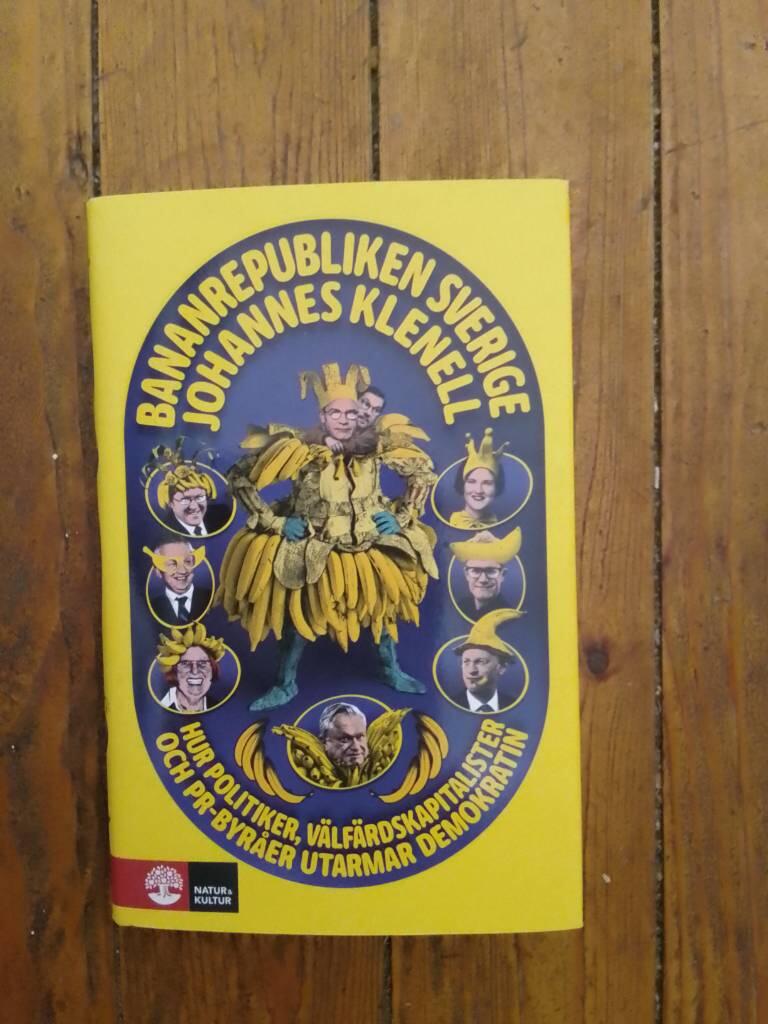 BANANREPUBLIKEN SVERIGE
JOHANNES KLENELL
HUR POLITIKER, VÄLFÄRDSKAPITALISTER
OCH PR-BYRÅER UTARMAR DEMOKRATIN
NATUR &
KULTUR